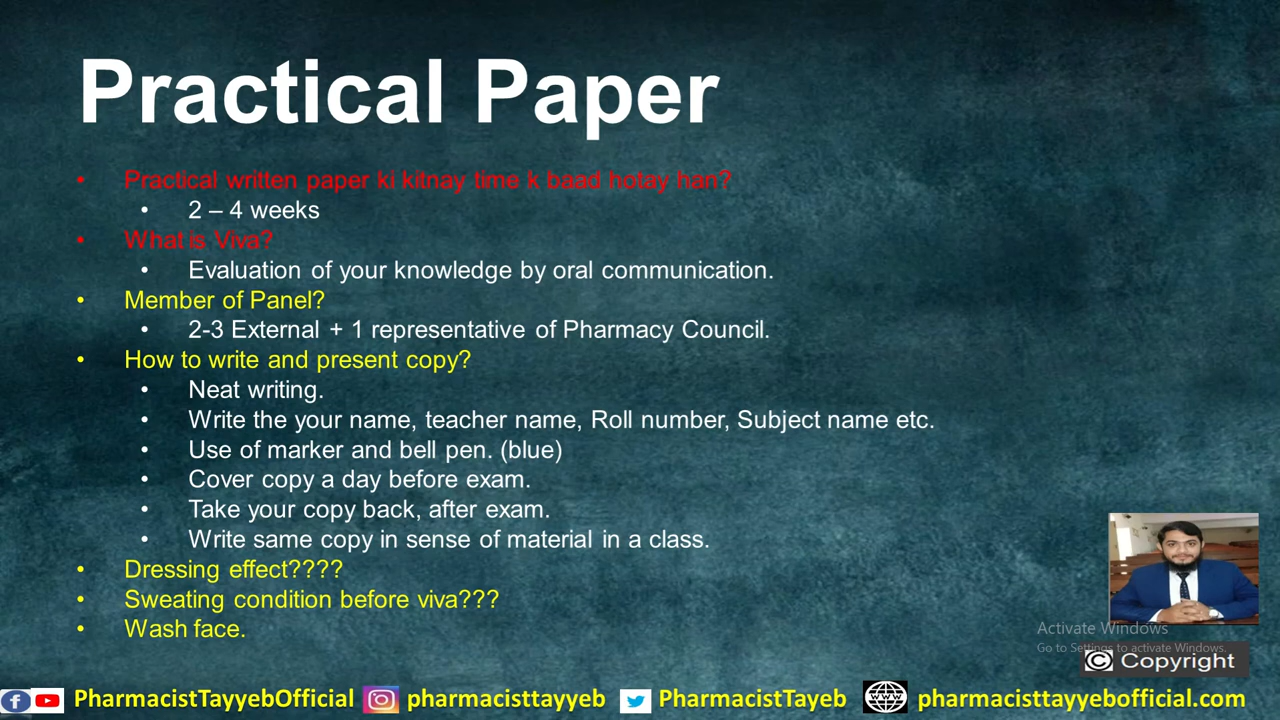 Practical Paper
• Practical written paper ki kitnay time k baad hotay han?
• 2 – 4 weeks
• What is Viva?
• Evaluation of your knowledge by oral communication.
• Member of Panel?
• 2-3 External + 1 representative of Pharmacy Council.
• How to write and present copy?
• Neat writing.
• Write the your name, teacher name, Roll number, Subject name etc.
• Use of marker and bell pen. (blue)
• Cover copy a day before exam.
• Take your copy back, after exam.
• Write same copy in sense of material in a class.
• Dressing effect????
• Sweating condition before viva???
• Wash face.
Activate Windows
Go to Settings to activate Windows.
© Copyright
PharmacistTayyebOfficial pharmacisttayyeb PharmacistTayeb WWW pharmacisttayyebofficial.com